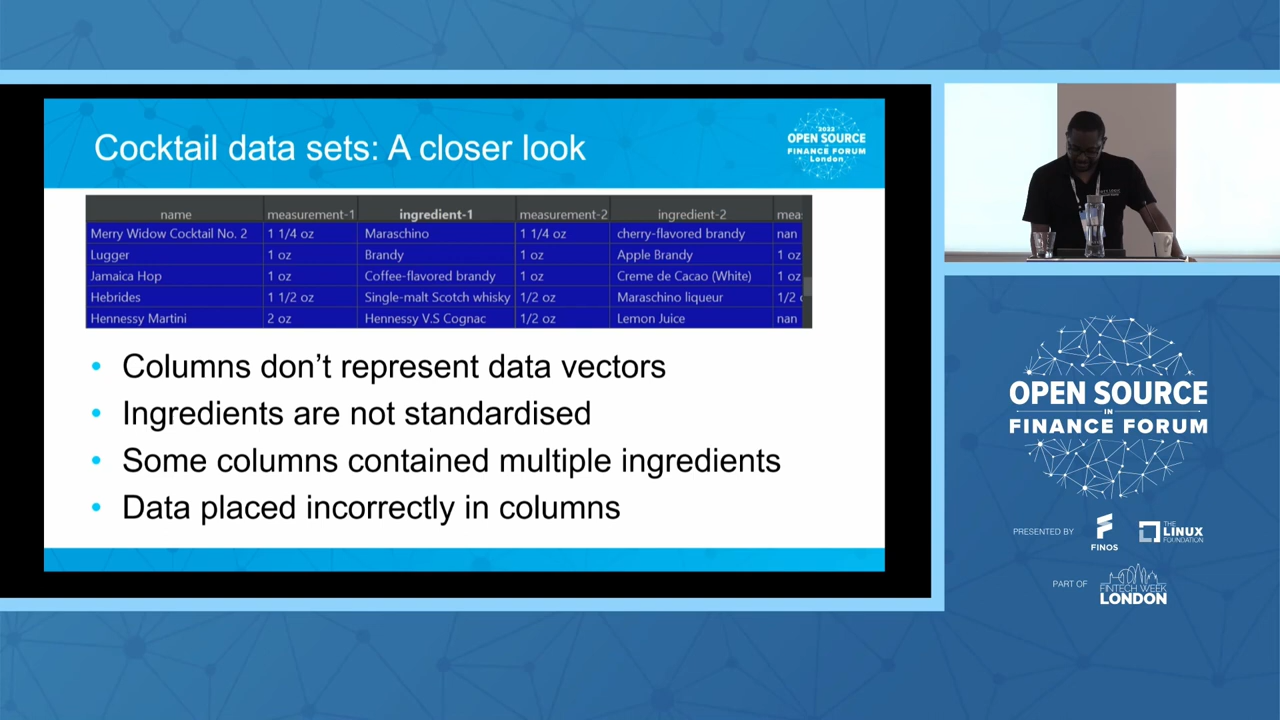 Cocktail data sets: A closer look
2022
OPEN SOURCE
IN
FINANCE FORUM
London
name measurement-1 ingredient-1 measurement-2 ingredient-2 mea
Merry Widow Cocktail No. 2 1 1/4 oz Maraschino 1 1/4 oz cherry-flavored brandy nan
Lugger 1 oz Brandy 1 oz Apple Brandy 1 oz
Jamaica Hop 1 oz Coffee-flavored brandy 1 oz Creme de Cacao (White) 1 oz
Hebrides 1 1/2 oz Single-malt Scotch whisky 1/2 oz Maraschino liqueur 1/2
Hennessy Martini 2 oz Hennessy V.S Cognac 1/2 oz Lemon Juice nan
• Columns don’t represent data vectors
• Ingredients are not standardised
• Some columns contained multiple ingredients
• Data placed incorrectly in columns
OPEN SOURCE
IN
FINANCE FORUM
PRESENTED BY
FINOS
THE
LINUX
FOUNDATION
PART OF
FINTECH WEEK
LONDON